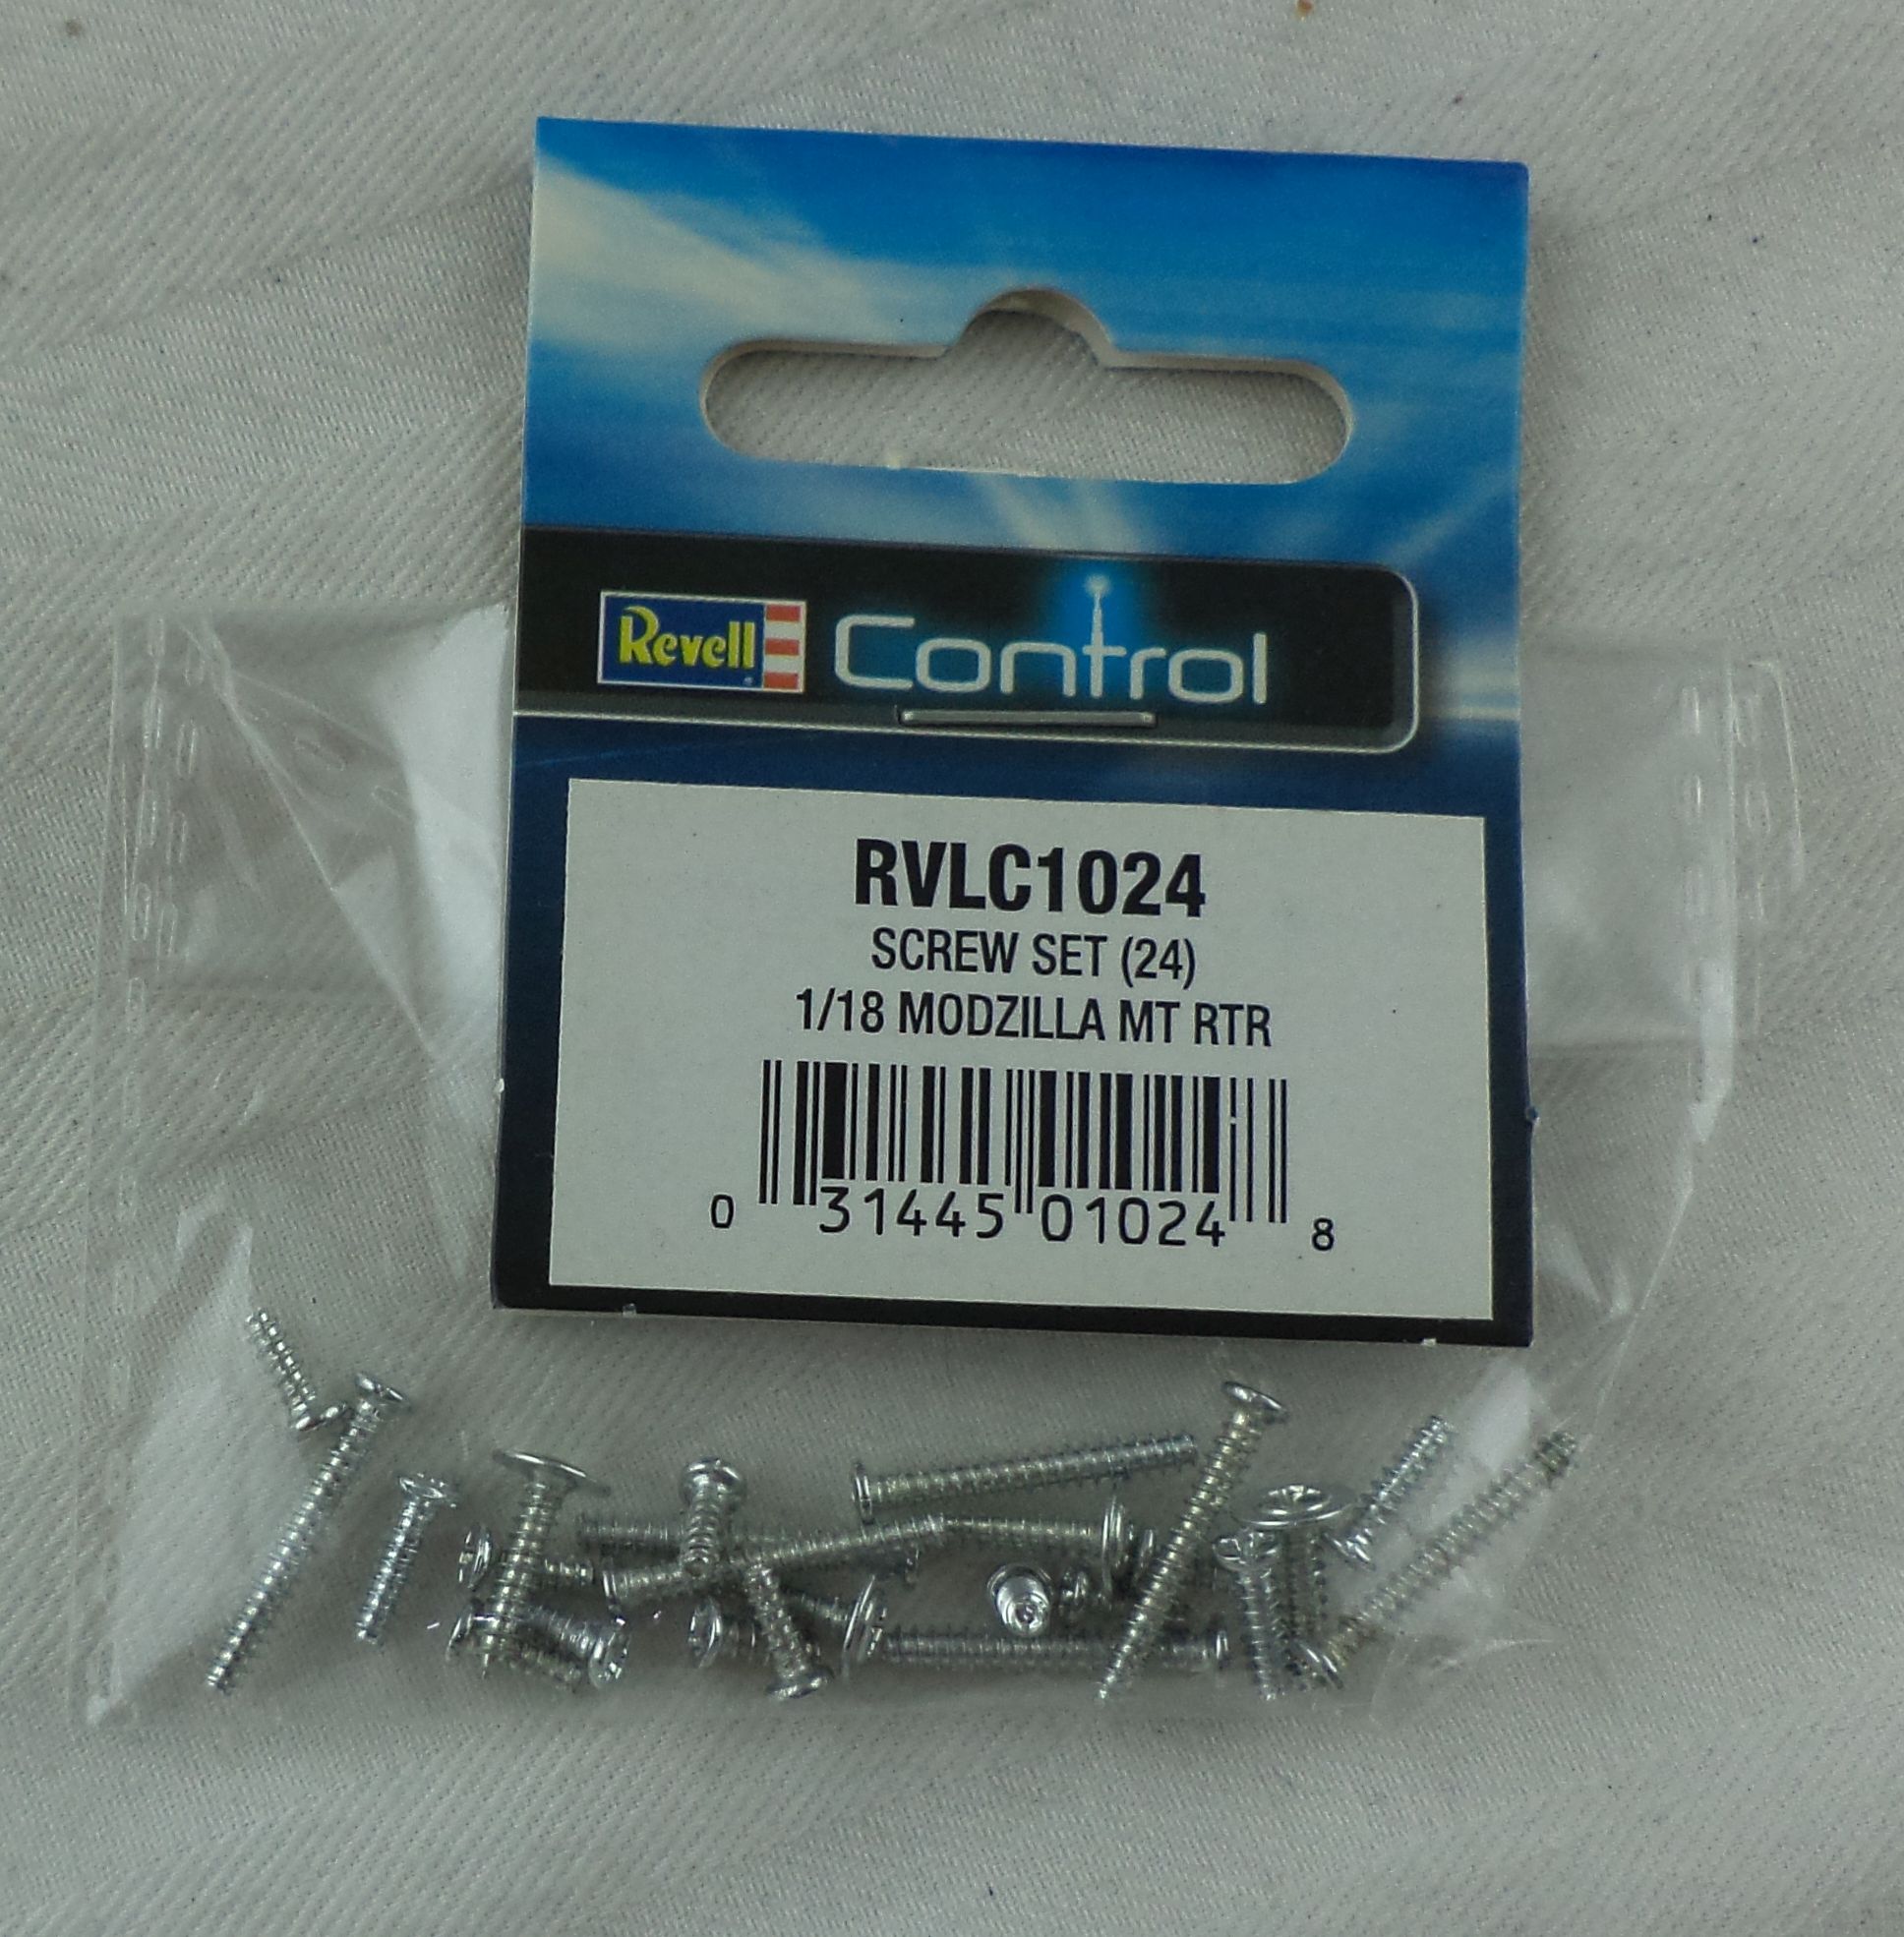 Revell Control
RVLC1024
SCREW SET (24)
1/18 MODZILLA MT RTR
0 31445 01024 8